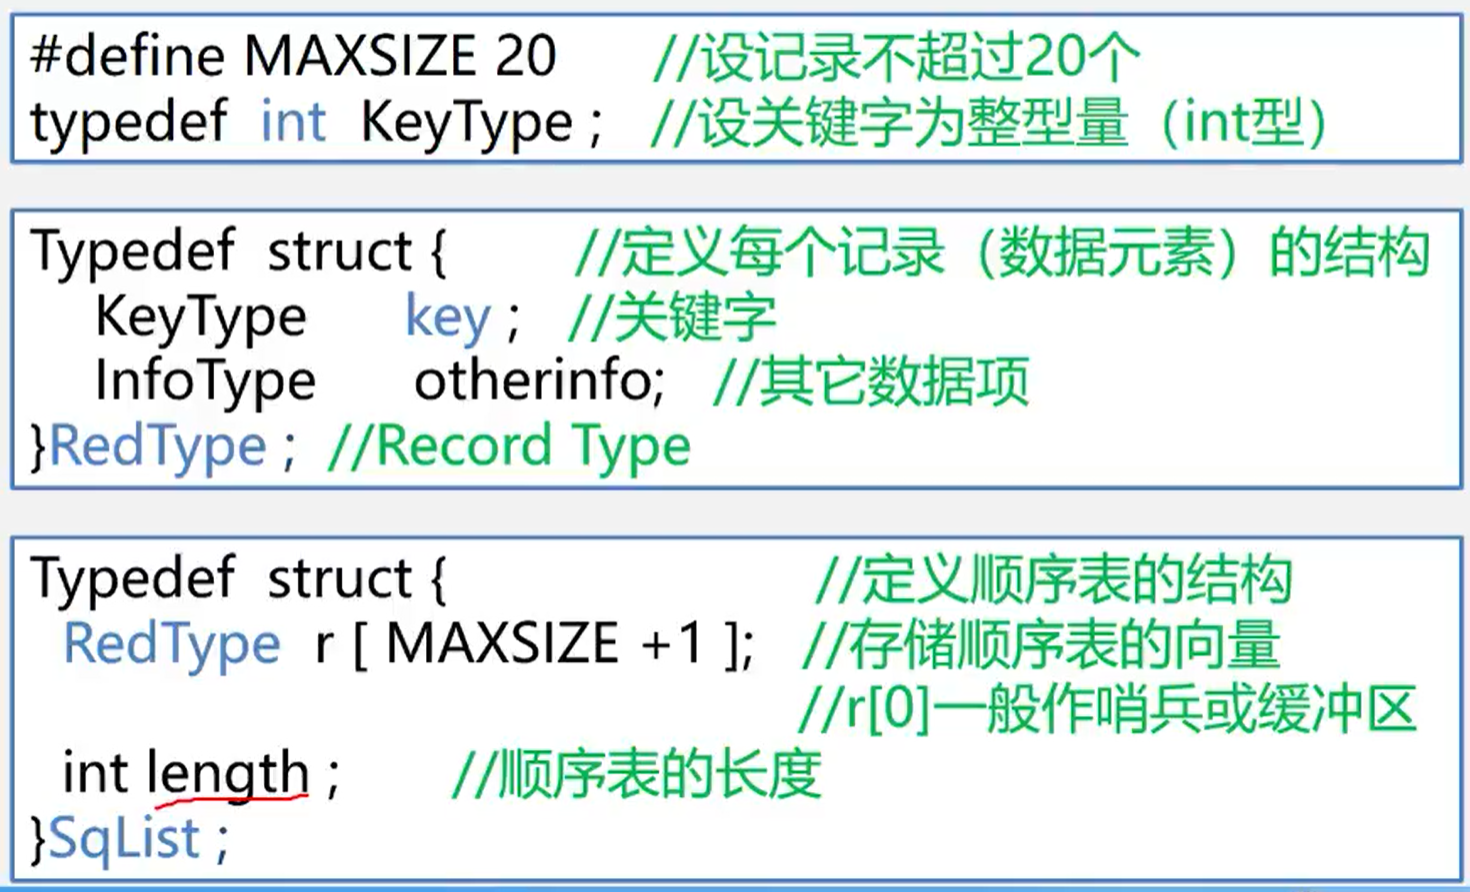 #define MAXSIZE 20 //设记录不超过20个
typedef int KeyType ; //设关键字为整型量（int型）
Typedef struct { //定义每个记录（数据元素）的结构
KeyType key ; //关键字
InfoType otherinfo; //其它数据项
}RedType ; //Record Type
Typedef struct { //定义顺序表的结构
RedType r [ MAXSIZE +1 ]; //存储顺序表的向量
//r[0]一般作哨兵或缓冲区
int length ; //顺序表的长度
}SqList ;